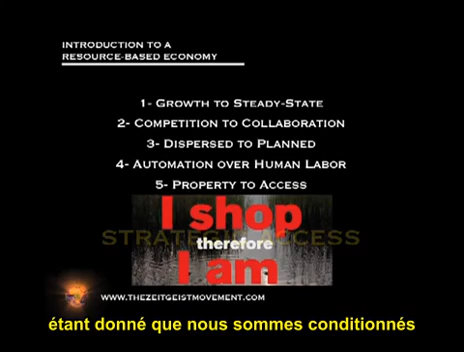 INTRODUCTION TO A
RESOURCE-BASED ECONOMY
1- GROWTH TO STEADY-STATE
2- COMPETITION TO COLLABORATION
3- DISPERSED TO PLANNED
4- AUTOMATION OVER HUMAN LABOR
5- PROPERTY TO ACCESS
I shop
STRATEGIC ACCESS
therefore
I am
WWW.THEZEITGEISTMOVEMENT.COM
étant donné que nous sommes conditionnés